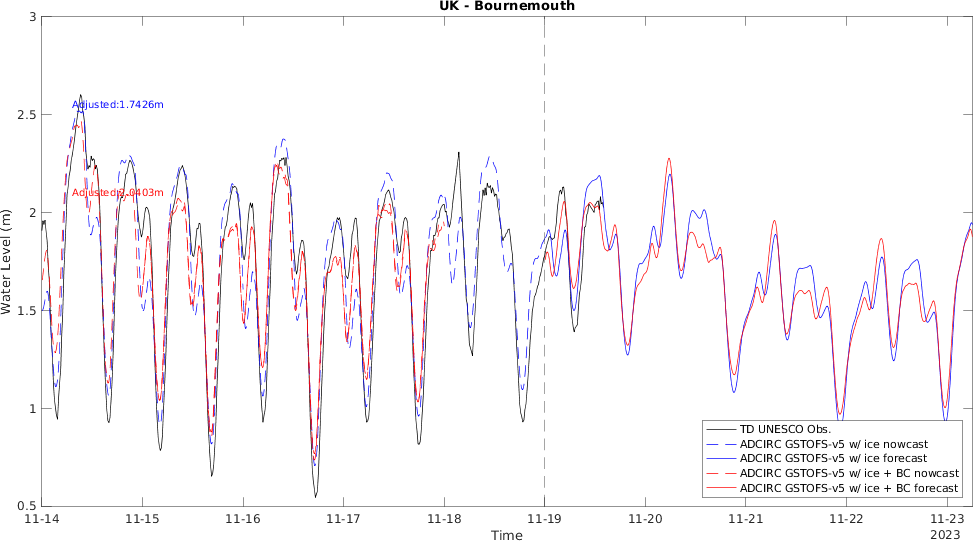 UK - Bournemouth
3
2.5
2
1.5
1
0.5
Water Level (m)
Adjusted:1.7426m
Adjusted:2.0403m
TD UNESCO Obs.
ADCIRC GSTOFS-v5 w/ ice nowcast
ADCIRC GSTOFS-v5 w/ ice forecast
ADCIRC GSTOFS-v5 w/ ice + BC nowcast
ADCIRC GSTOFS-v5 w/ ice + BC forecast
11-14 11-15 11-16 11-17 11-18 11-19 11-20 11-21 11-22 11-23
2023
Time